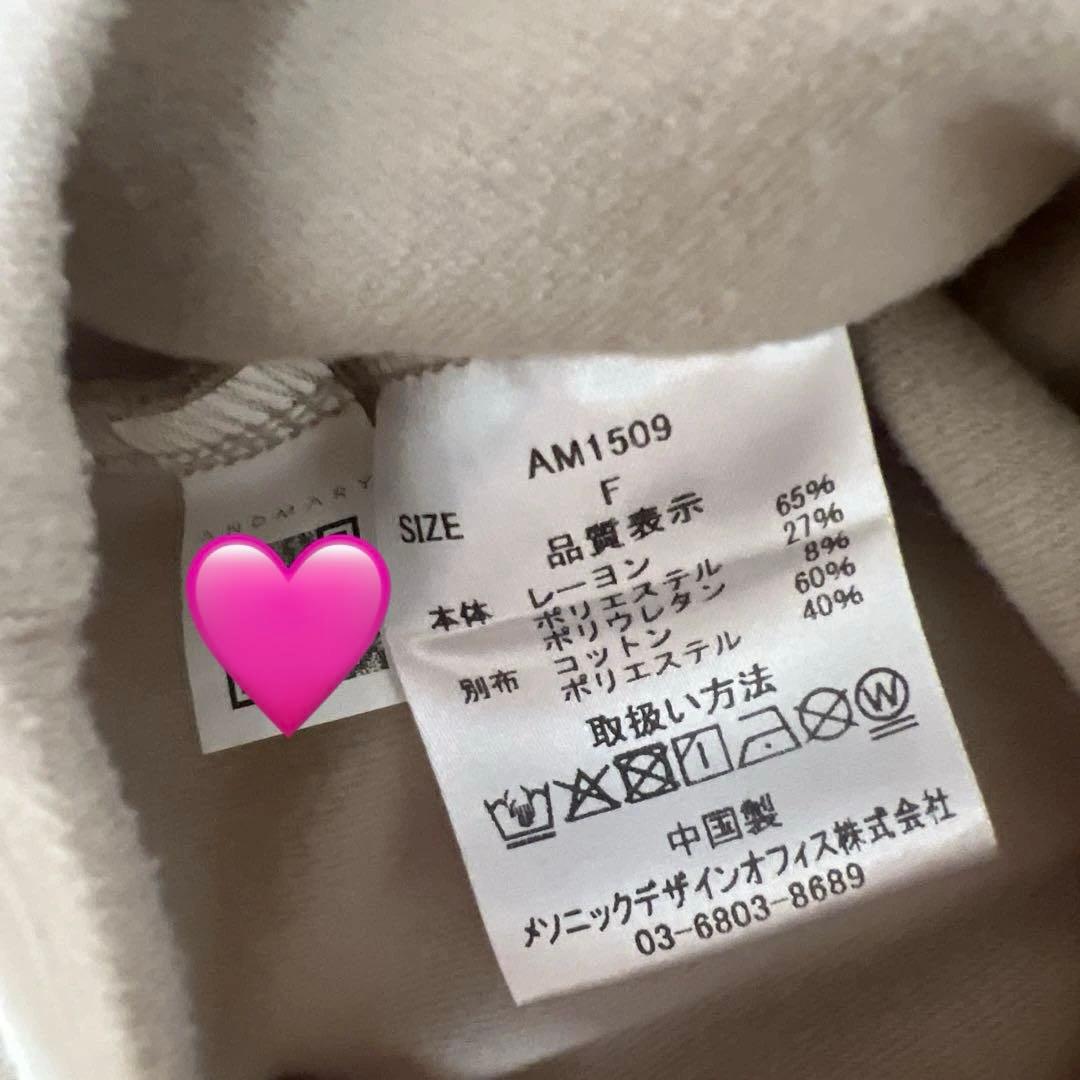 ANDMARY
AM1509
SIZE F
品質表示
本体 レーヨン 65%
ポリエステル 27%
ポリウレタン 8%
別布 コットン 60%
ポリエステル 40%
取扱い方法
W
中国製
メソニックデザインオフィス株式会社
03-6803-8689